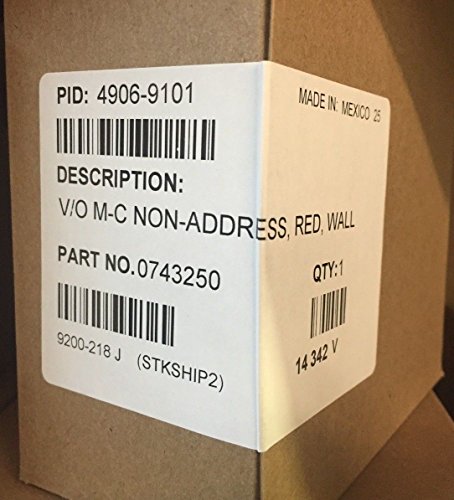 PID: 4906-9101
MADE IN: MEXICO 25
DESCRIPTION:
V/O M-C NON-ADDRESS, RED, WALL
PART NO.0743250
QTY:1
9200-218 J (STKSHIP2)
14 342 V